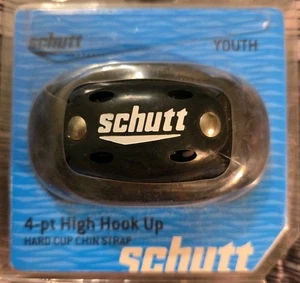 schutt
YOUTH
schutt
4-pt High Hook Up
HARD CUP CHIN STRAP
schutt